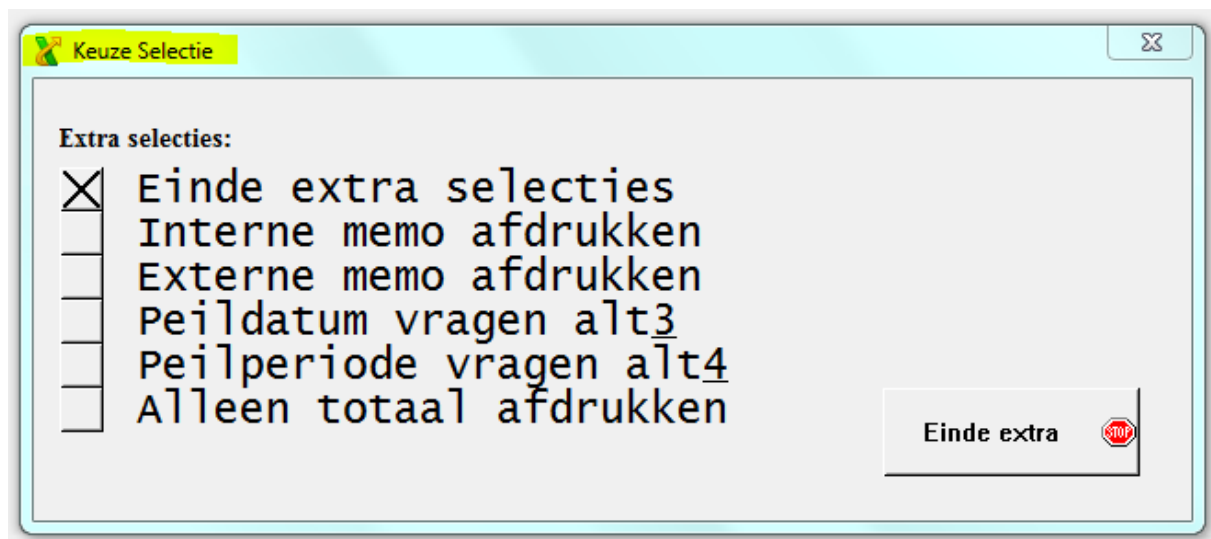 Keuze Selectie
Extra selecties:
Einde extra selecties
Interne memo afdrukken
Externe memo afdrukken
Peildatum vragen alt3
Peilperiode vragen alt4
Alleen totaal afdrukken
Einde extra STOP